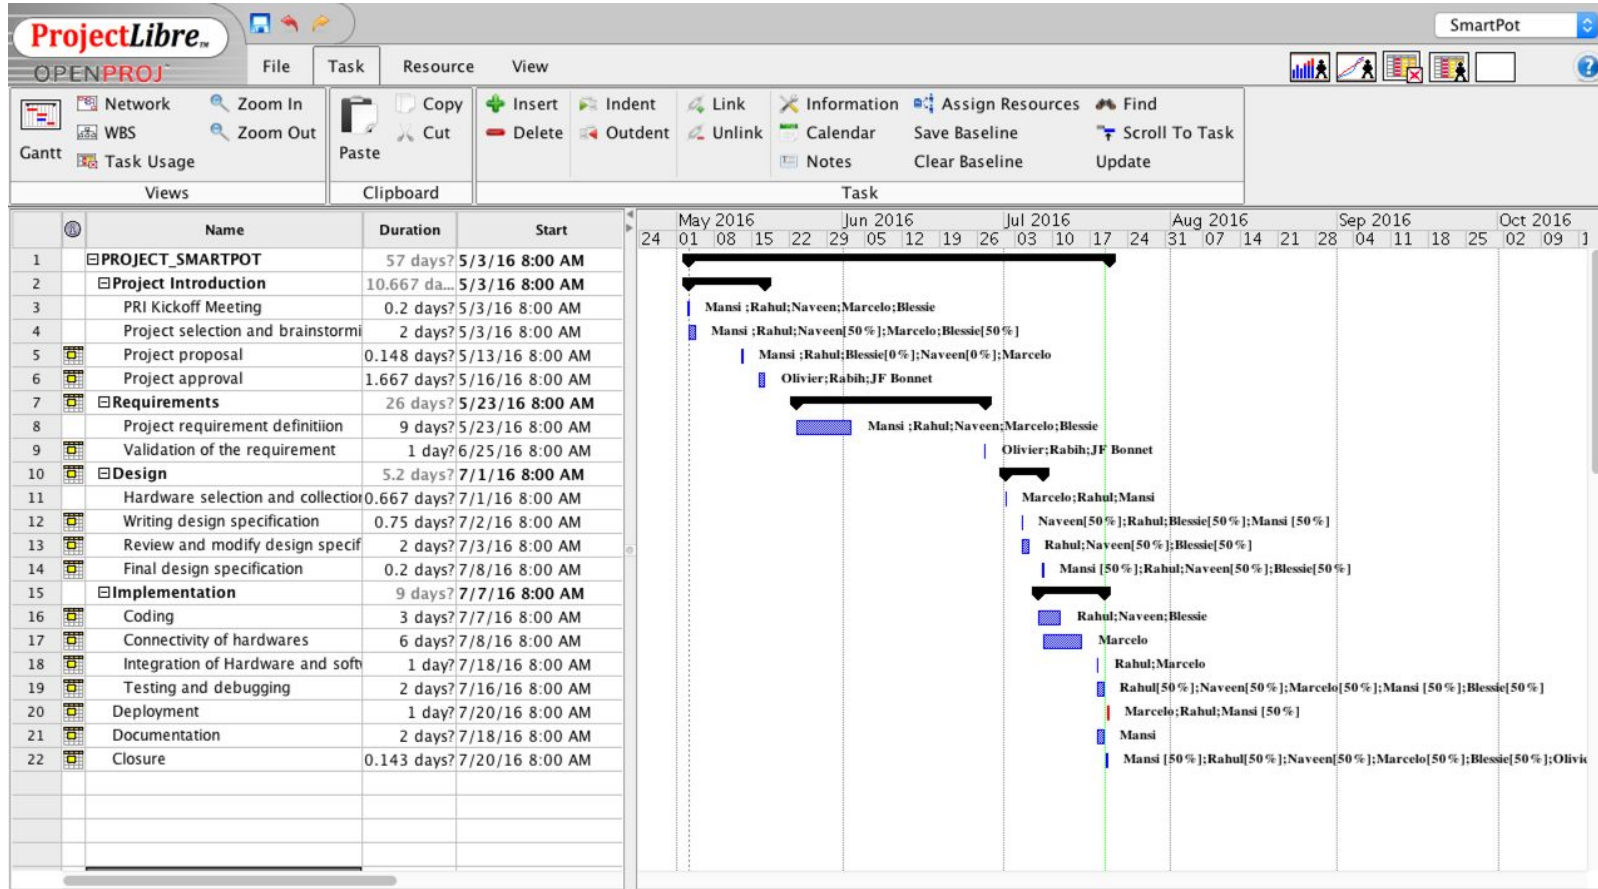 ProjectLibre™
OPENPROJ
SmartPot
File Task Resource View
Network Zoom In Copy Insert Indent Link Information Assign Resources Find
WBS Zoom Out Cut Delete Outdent Unlink Calendar Save Baseline Scroll To Task
Gantt Task Usage Paste Notes Clear Baseline Update
Views Clipboard Task
Name Duration Start
May 2016 Jun 2016 Jul 2016 Aug 2016 Sep 2016 Oct 2016
24 01 08 15 22 29 05 12 19 26 03 10 17 24 31 07 14 21 28 04 11 18 25 02 09 1
1 PROJECT_SMARTPOT 57 days? 5/3/16 8:00 AM
2 Project Introduction 10.667 da... 5/3/16 8:00 AM
3 PRI Kickoff Meeting 0.2 days? 5/3/16 8:00 AM Mansi ;Rahul;Naveen;Marcelo;Blessie
4 Project selection and brainstormi 2 days? 5/3/16 8:00 AM Mansi ;Rahul;Naveen[50%];Marcelo;Blessie[50%]
5 Project proposal 0.148 days? 5/13/16 8:00 AM Mansi ;Rahul;Blessie[0%];Naveen[0%];Marcelo
6 Project approval 1.667 days? 5/16/16 8:00 AM Olivier;Rabih;JF Bonnet
7 Requirements 26 days? 5/23/16 8:00 AM
8 Project requirement definitiion 9 days? 5/23/16 8:00 AM Mansi ;Rahul;Naveen;Marcelo;Blessie
9 Validation of the requirement 1 day? 6/25/16 8:00 AM Olivier;Rabih;JF Bonnet
10 Design 5.2 days? 7/1/16 8:00 AM
11 Hardware selection and collection 0.667 days? 7/1/16 8:00 AM Marcelo;Rahul;Mansi
12 Writing design specification 0.75 days? 7/2/16 8:00 AM Naveen[50%];Rahul;Blessie[50%];Mansi [50%]
13 Review and modify design specif 2 days? 7/3/16 8:00 AM Rahul;Naveen[50%];Blessie[50%]
14 Final design specification 0.2 days? 7/8/16 8:00 AM Mansi [50%];Rahul;Naveen[50%];Blessie[50%]
15 Implementation 9 days? 7/7/16 8:00 AM
16 Coding 3 days? 7/7/16 8:00 AM Rahul;Naveen;Blessie
17 Connectivity of hardwares 6 days? 7/8/16 8:00 AM Marcelo
18 Integration of Hardware and softw 1 day? 7/18/16 8:00 AM Rahul;Marcelo
19 Testing and debugging 2 days? 7/16/16 8:00 AM Rahul[50%];Naveen[50%];Marcelo[50%];Mansi [50%];Blessie[50%]
20 Deployment 1 day? 7/20/16 8:00 AM Marcelo;Rahul;Mansi [50%]
21 Documentation 2 days? 7/18/16 8:00 AM Mansi
22 Closure 0.143 days? 7/20/16 8:00 AM Mansi [50%];Rahul[50%];Naveen[50%];Marcelo[50%];Blessie[50%];Olivie